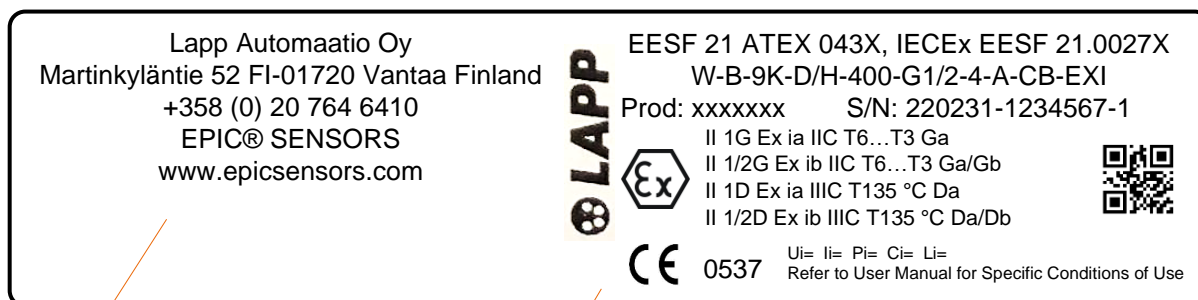 Lapp Automaatio Oy
Martinkyläntie 52 FI-01720 Vantaa Finland
+358 (0) 20 764 6410
EPIC® SENSORS
www.epicsensors.com
LAPP
EESF 21 ATEX 043X, IECEx EESF 21.0027X
W-B-9K-D/H-400-G1/2-4-A-CB-EXI
Prod: xxxxxxx S/N: 220231-1234567-1
II 1G Ex ia IIC T6…T3 Ga
II 1/2G Ex ib IIC T6…T3 Ga/Gb
II 1D Ex ia IIIC T135 °C Da
II 1/2D Ex ib IIIC T135 °C Da/Db
Ex
CE 0537
Ui= Ii= Pi= Ci= Li=
Refer to User Manual for Specific Conditions of Use